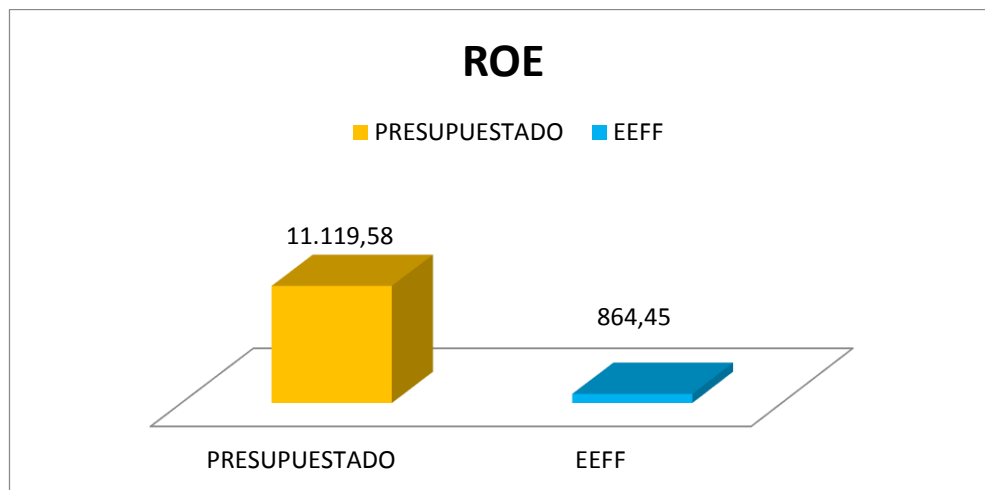 ROE
PRESUPUESTADO EEFF
11.119,58
864,45
PRESUPUESTADO EEFF